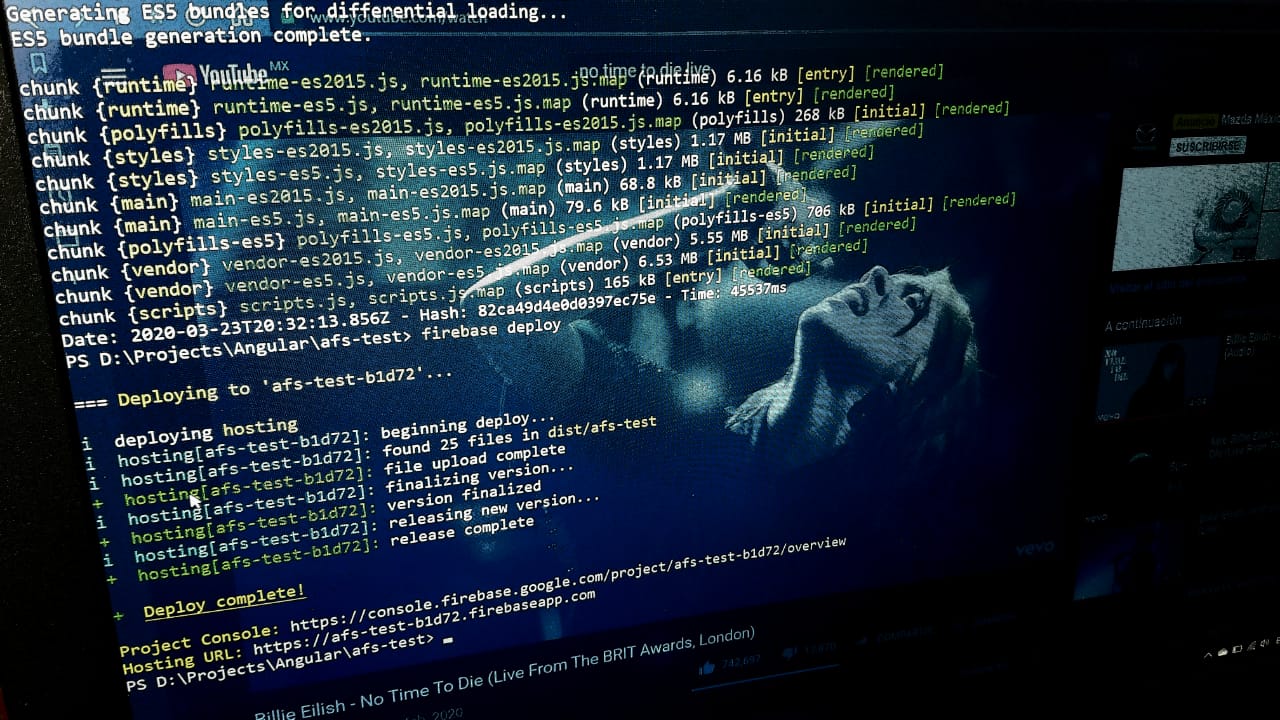 Generating ES5 bundles for differential loading...
www.youtube.com/watch
ES5 bundle generation complete.
YouTube MX
no time to die live
chunk {runtime} runtime-es2015.js, runtime-es2015.js.map (runtime) 6.16 kB [entry] [rendered]
chunk {runtime} runtime-es5.js, runtime-es5.js.map (runtime) 6.16 kB [entry] [rendered]
chunk {polyfills} polyfills-es2015.js, polyfills-es2015.js.map (polyfills) 268 kB [initial] [rendered]
chunk {styles} styles-es2015.js, styles-es2015.js.map (styles) 1.17 MB [initial] [rendered]
chunk {styles} styles-es5.js, styles-es5.js.map (styles) 1.17 MB [initial] [rendered]
chunk {main} main-es2015.js, main-es2015.js.map (main) 68.8 kB [initial] [rendered]
chunk {main} main-es5.js, main-es5.js.map (main) 79.6 kB [initial] [rendered]
chunk {polyfills-es5} polyfills-es5.js, polyfills-es5.js.map (polyfills-es5) 706 kB [initial] [rendered]
chunk {vendor} vendor-es2015.js, vendor-es2015.js.map (vendor) 5.55 MB [initial] [rendered]
chunk {vendor} vendor-es5.js, vendor-es5.js.map (vendor) 6.53 MB [initial] [rendered]
chunk {scripts} scripts.js, scripts.js.map (scripts) 165 kB [entry] [rendered]
Date: 2020-03-23T20:32:13.856Z - Hash: 82ca49d4e0d0397ec75e - Time: 45537ms
PS D:\Projects\Angular\afs-test> firebase deploy
=== Deploying to 'afs-test-b1d72'...
i deploying hosting
i hosting[afs-test-b1d72]: beginning deploy...
i hosting[afs-test-b1d72]: found 25 files in dist/afs-test
+ hosting[afs-test-b1d72]: file upload complete
i hosting[afs-test-b1d72]: finalizing version...
+ hosting[afs-test-b1d72]: version finalized
i hosting[afs-test-b1d72]: releasing new version...
+ hosting[afs-test-b1d72]: release complete
+ Deploy complete!
Project Console: https://console.firebase.google.com/project/afs-test-b1d72/overview
Hosting URL: https://afs-test-b1d72.firebaseapp.com
PS D:\Projects\Angular\afs-test>
vevo
Billie Eilish - No Time To Die (Live From The BRIT Awards, London)
742,697
2020
Anuncio Mazda Méxi
SUSCRIBIRSE
A continuación
4:04
vevo